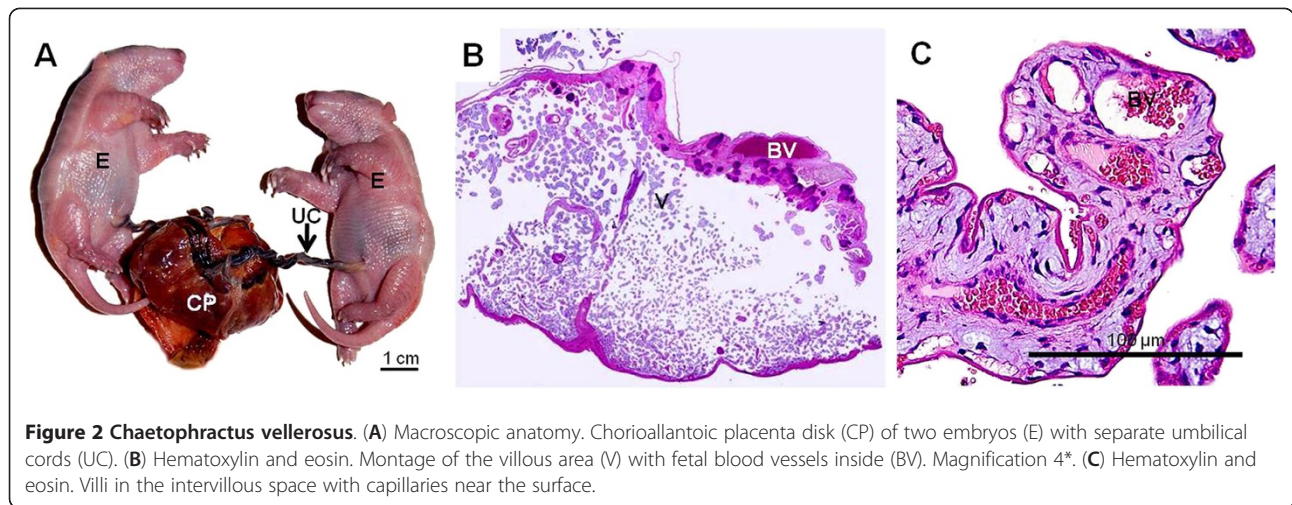 A
E
E
UC
CP
1 cm
B
BV
V
C
BV
100 µm
Figure 2 Chaetophractus vellerosus. (A) Macroscopic anatomy. Chorioallantoic placenta disk (CP) of two embryos (E) with separate umbilical
cords (UC). (B) Hematoxylin and eosin. Montage of the villous area (V) with fetal blood vessels inside (BV). Magnification 4*. (C) Hematoxylin and
eosin. Villi in the intervillous space with capillaries near the surface.